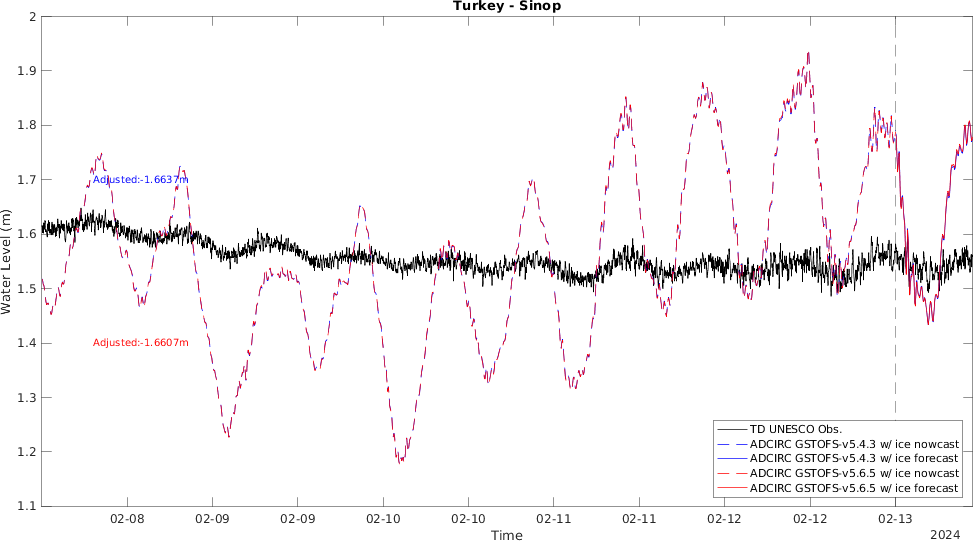 Turkey - Sinop
2
1.9
1.8
1.7
1.6
1.5
1.4
1.3
1.2
1.1
Water Level (m)
Adjusted:-1.6637m
Adjusted:-1.6607m
TD UNESCO Obs.
ADCIRC GSTOFS-v5.4.3 w/ ice nowcast
ADCIRC GSTOFS-v5.4.3 w/ ice forecast
ADCIRC GSTOFS-v5.6.5 w/ ice nowcast
ADCIRC GSTOFS-v5.6.5 w/ ice forecast
02-08 02-09 02-09 02-10 02-10 02-11 02-11 02-12 02-12 02-13
Time
2024